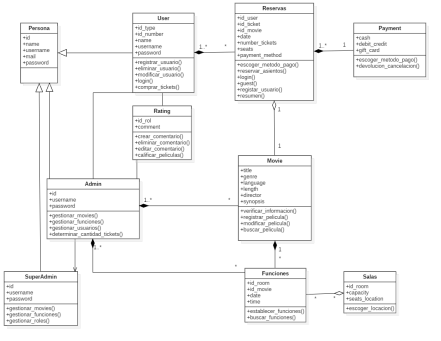 Persona
+id
+name
+username
+mail
+password
User
+id_type
+id_number
+name
+username
+password
+registrar_usuario()
+eliminar_usuario()
+modificar_usuario()
+login()
+comprar_tickets()
Reservas
+id_user
+id_ticket
+id_movie
+date
+number_tickets
+seats
+payment_method
+escoger_metodo_pago()
+reservar_asientos()
+login()
+guest()
+registrar_usuario()
+resumen()
Payment
+cash
+debit_credit
+gift_card
+escoger_metodo_pago()
+devolucion_cancelacion()
1..*
*
1..*
1
Rating
+id_rol
+comment
+crear_comentario()
+eliminar_comentario()
+editar_comentario()
+calificar_peliculas()
1
1
Movie
+title
+genre
+language
+length
+director
+synopsis
+verificar_informacion()
+registrar_pelicula()
+modificar_pelicula()
+buscar_pelicula()
Admin
+id
+username
+password
+gestionar_movies()
+gestionar_funciones()
+gestionar_usuarios()
+determinar_cantidad_tickets()
1..*
*
1..*
*
1
*
SuperAdmin
+id
+username
+password
+gestionar_movies()
+gestionar_funciones()
+gestionar_roles()
Funciones
+id_room
+id_movie
+date
+time
+establecer_funciones()
+buscar_funciones()
Salas
+id_room
+capacity
+seats_location
+escoger_locacion()
*
*